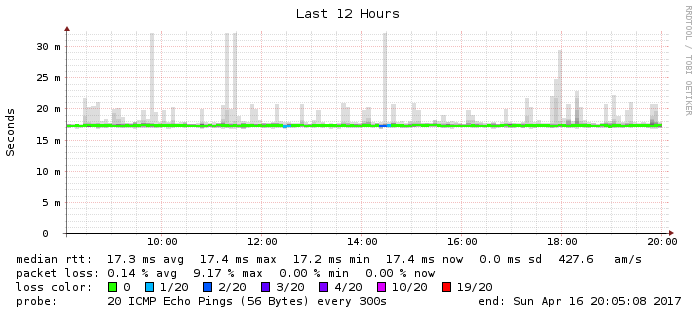 Last 12 Hours
RRDTOOL / TOBI OETIKER
Seconds
30 m
25 m
20 m
15 m
10 m
5 m
0
10:00 12:00 14:00 16:00 18:00 20:00
median rtt: 17.3 ms avg 17.4 ms max 17.2 ms min 17.4 ms now 0.0 ms sd 427.6 am/s
packet loss: 0.14 % avg 9.17 % max 0.00 % min 0.00 % now
loss color: 0 1/20 2/20 3/20 4/20 10/20 19/20
probe: 20 ICMP Echo Pings (56 Bytes) every 300s end: Sun Apr 16 20:05:08 2017